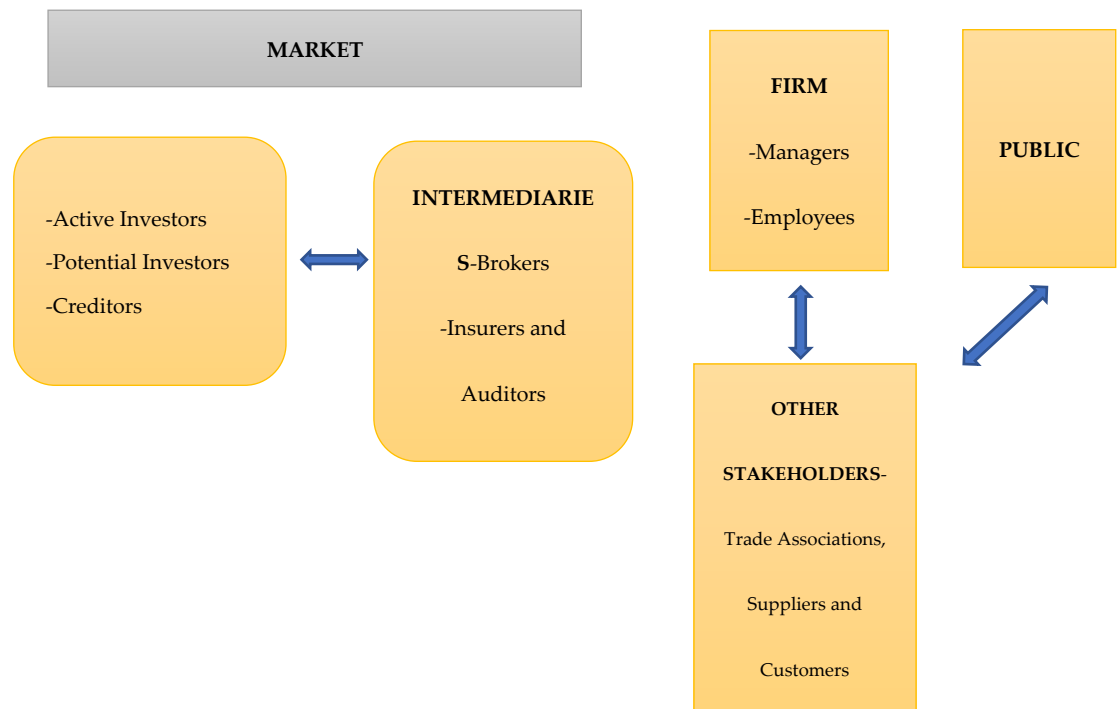 MARKET
-Active Investors
-Potential Investors
-Creditors
INTERMEDIARIE
S-Brokers
-Insurers and
Auditors
FIRM
-Managers
-Employees
PUBLIC
OTHER
STAKEHOLDERS-
Trade Associations,
Suppliers and
Customers